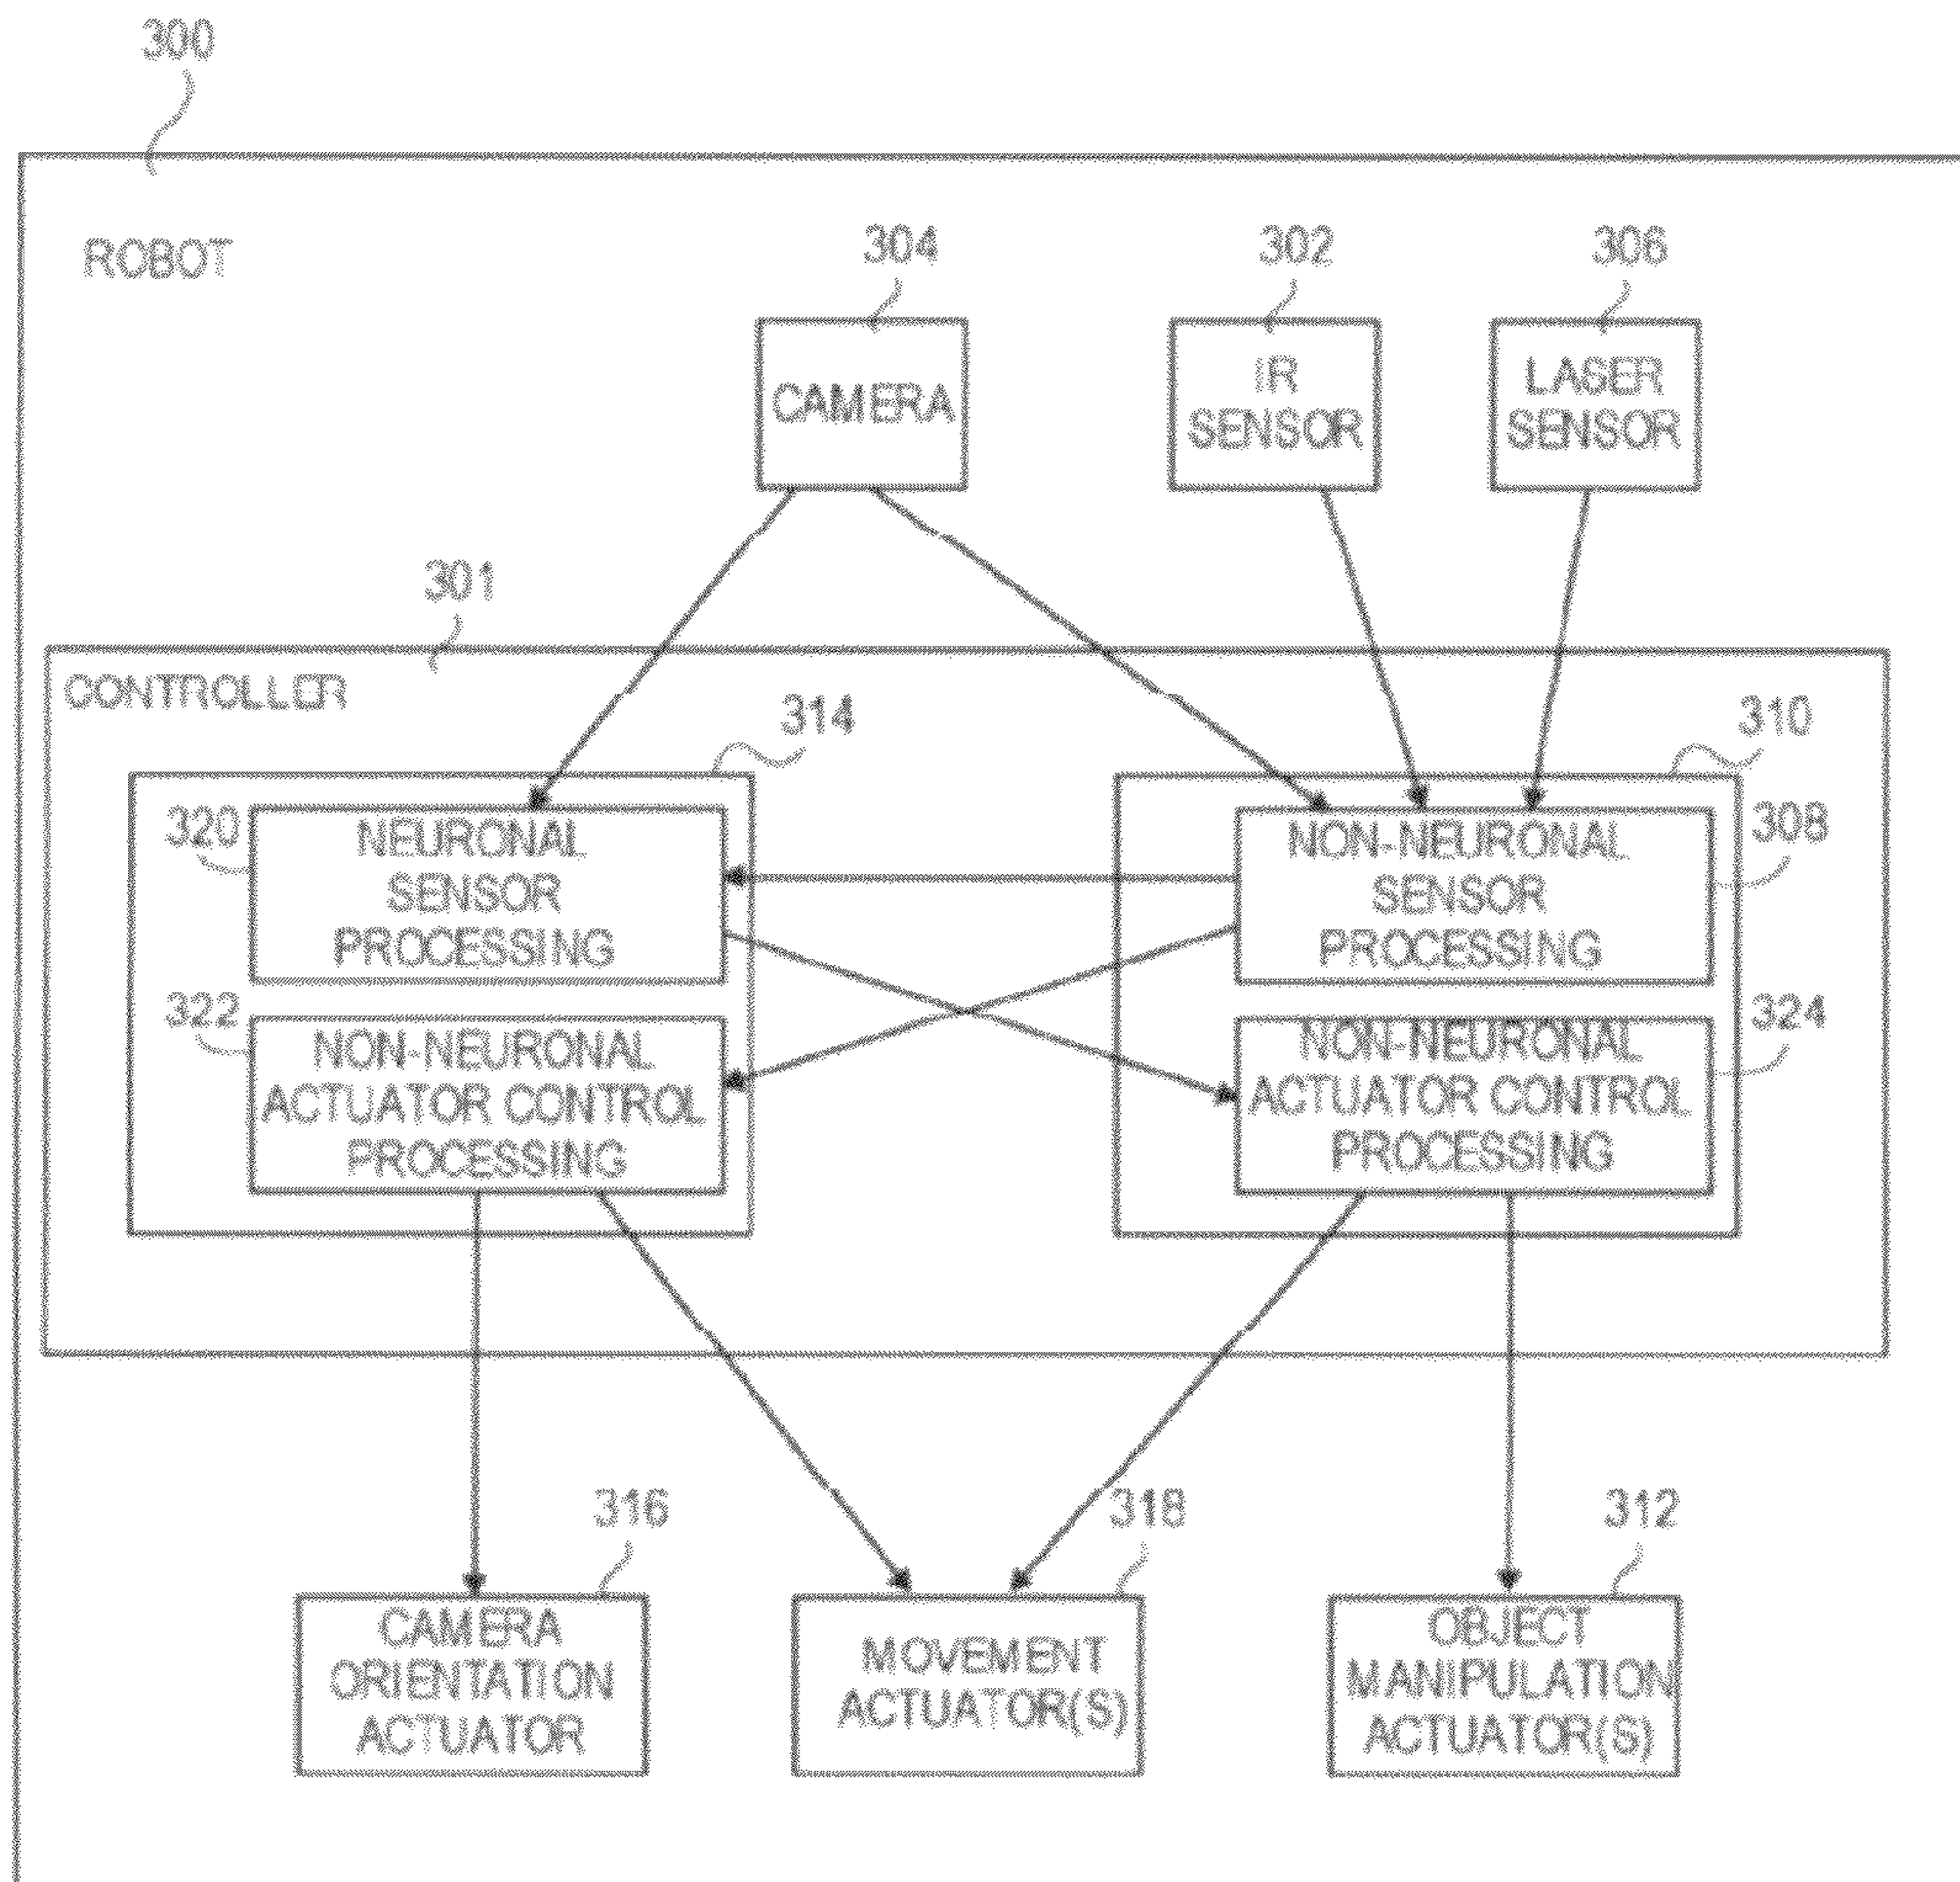 300
ROBOT
304
302
306
CAMERA
IR
SENSOR
LASER
SENSOR
301
CONTROLLER
314
310
320
NEURONAL
SENSOR
PROCESSING
NON-NEURONAL
SENSOR
PROCESSING
308
322
NON-NEURONAL
ACTUATOR CONTROL
PROCESSING
NON-NEURONAL
ACTUATOR CONTROL
PROCESSING
324
316
318
312
CAMERA
ORIENTATION
ACTUATOR
MOVEMENT
ACTUATOR(S)
OBJECT
MANIPULATION
ACTUATOR(S)